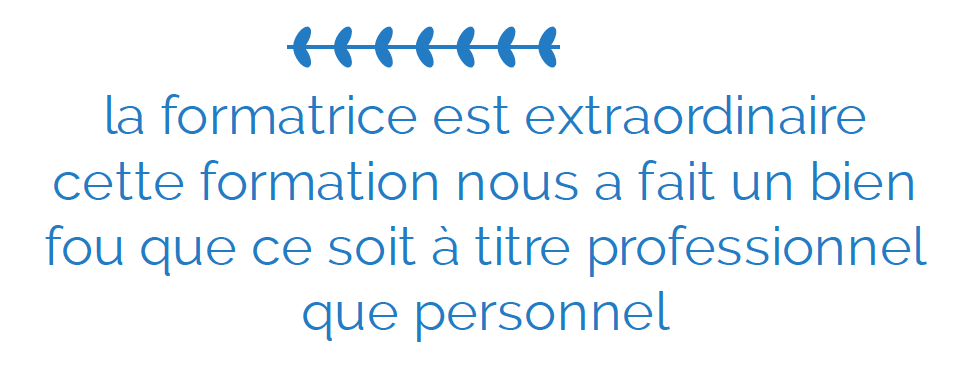 la formatrice est extraordinaire
cette formation nous a fait un bien
fou que ce soit à titre professionnel
que personnel